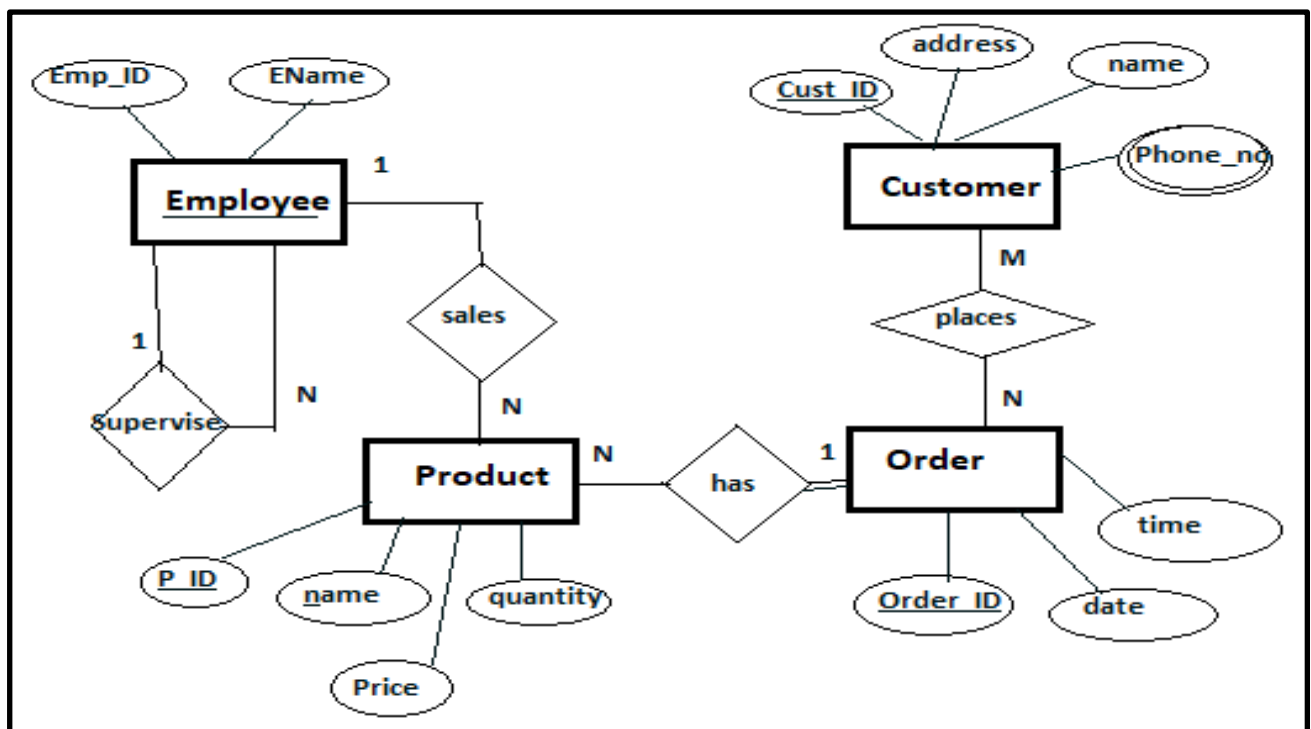 Emp_ID
EName
Cust_ID
address
name
Phone_no
1
Employee
Customer
sales
M
places
1
Supervise
N
N
N
Product
N
has
1
Order
P_ID
name
quantity
Price
Order_ID
date
time